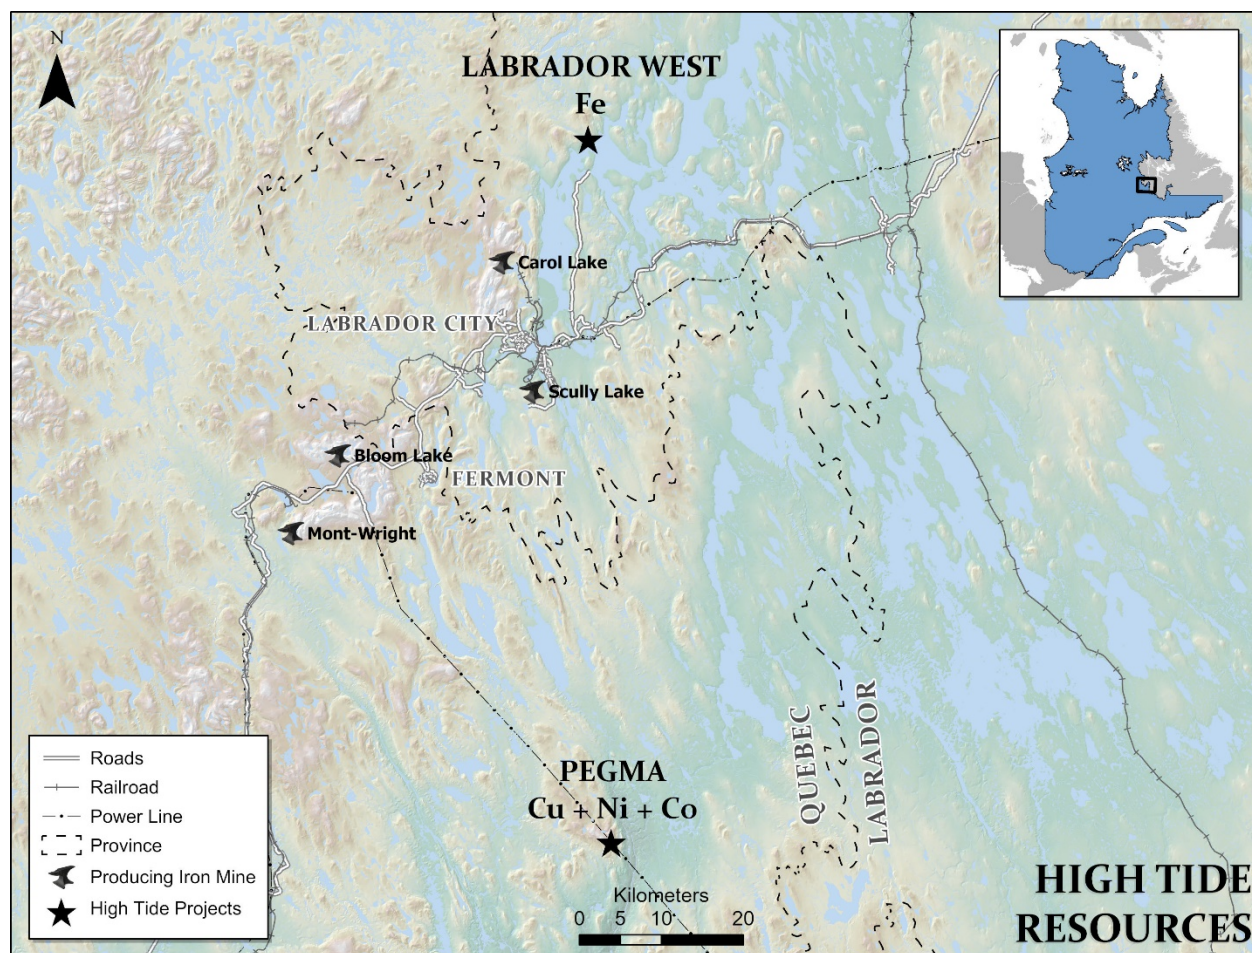 N
LABRADOR WEST
Fe
Carol Lake
LABRADOR CITY
Scully Lake
Bloom Lake
FERMONT
Mont-Wright
QUEBEC
LABRADOR
PEGMA
Cu + Ni + Co
Roads
Railroad
Power Line
Province
Producing Iron Mine
High Tide Projects
Kilometers
0 5 10 20
HIGH TIDE
RESOURCES